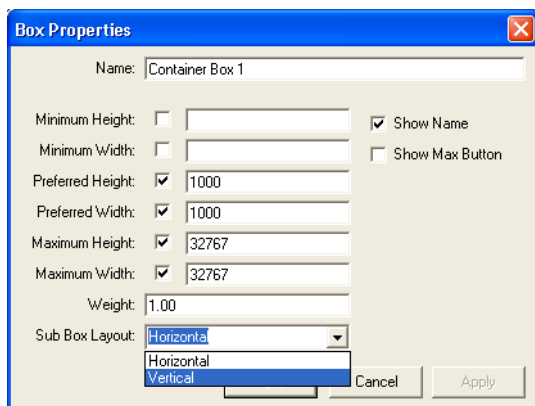 Box Properties
Name: Container Box 1
Minimum Height:
Show Name
Minimum Width:
Show Max Button
Preferred Height: 1000
Preferred Width: 1000
Maximum Height: 32767
Maximum Width: 32767
Weight: 1.00
Sub Box Layout: Horizontal
Horizontal
Vertical
Cancel
Apply